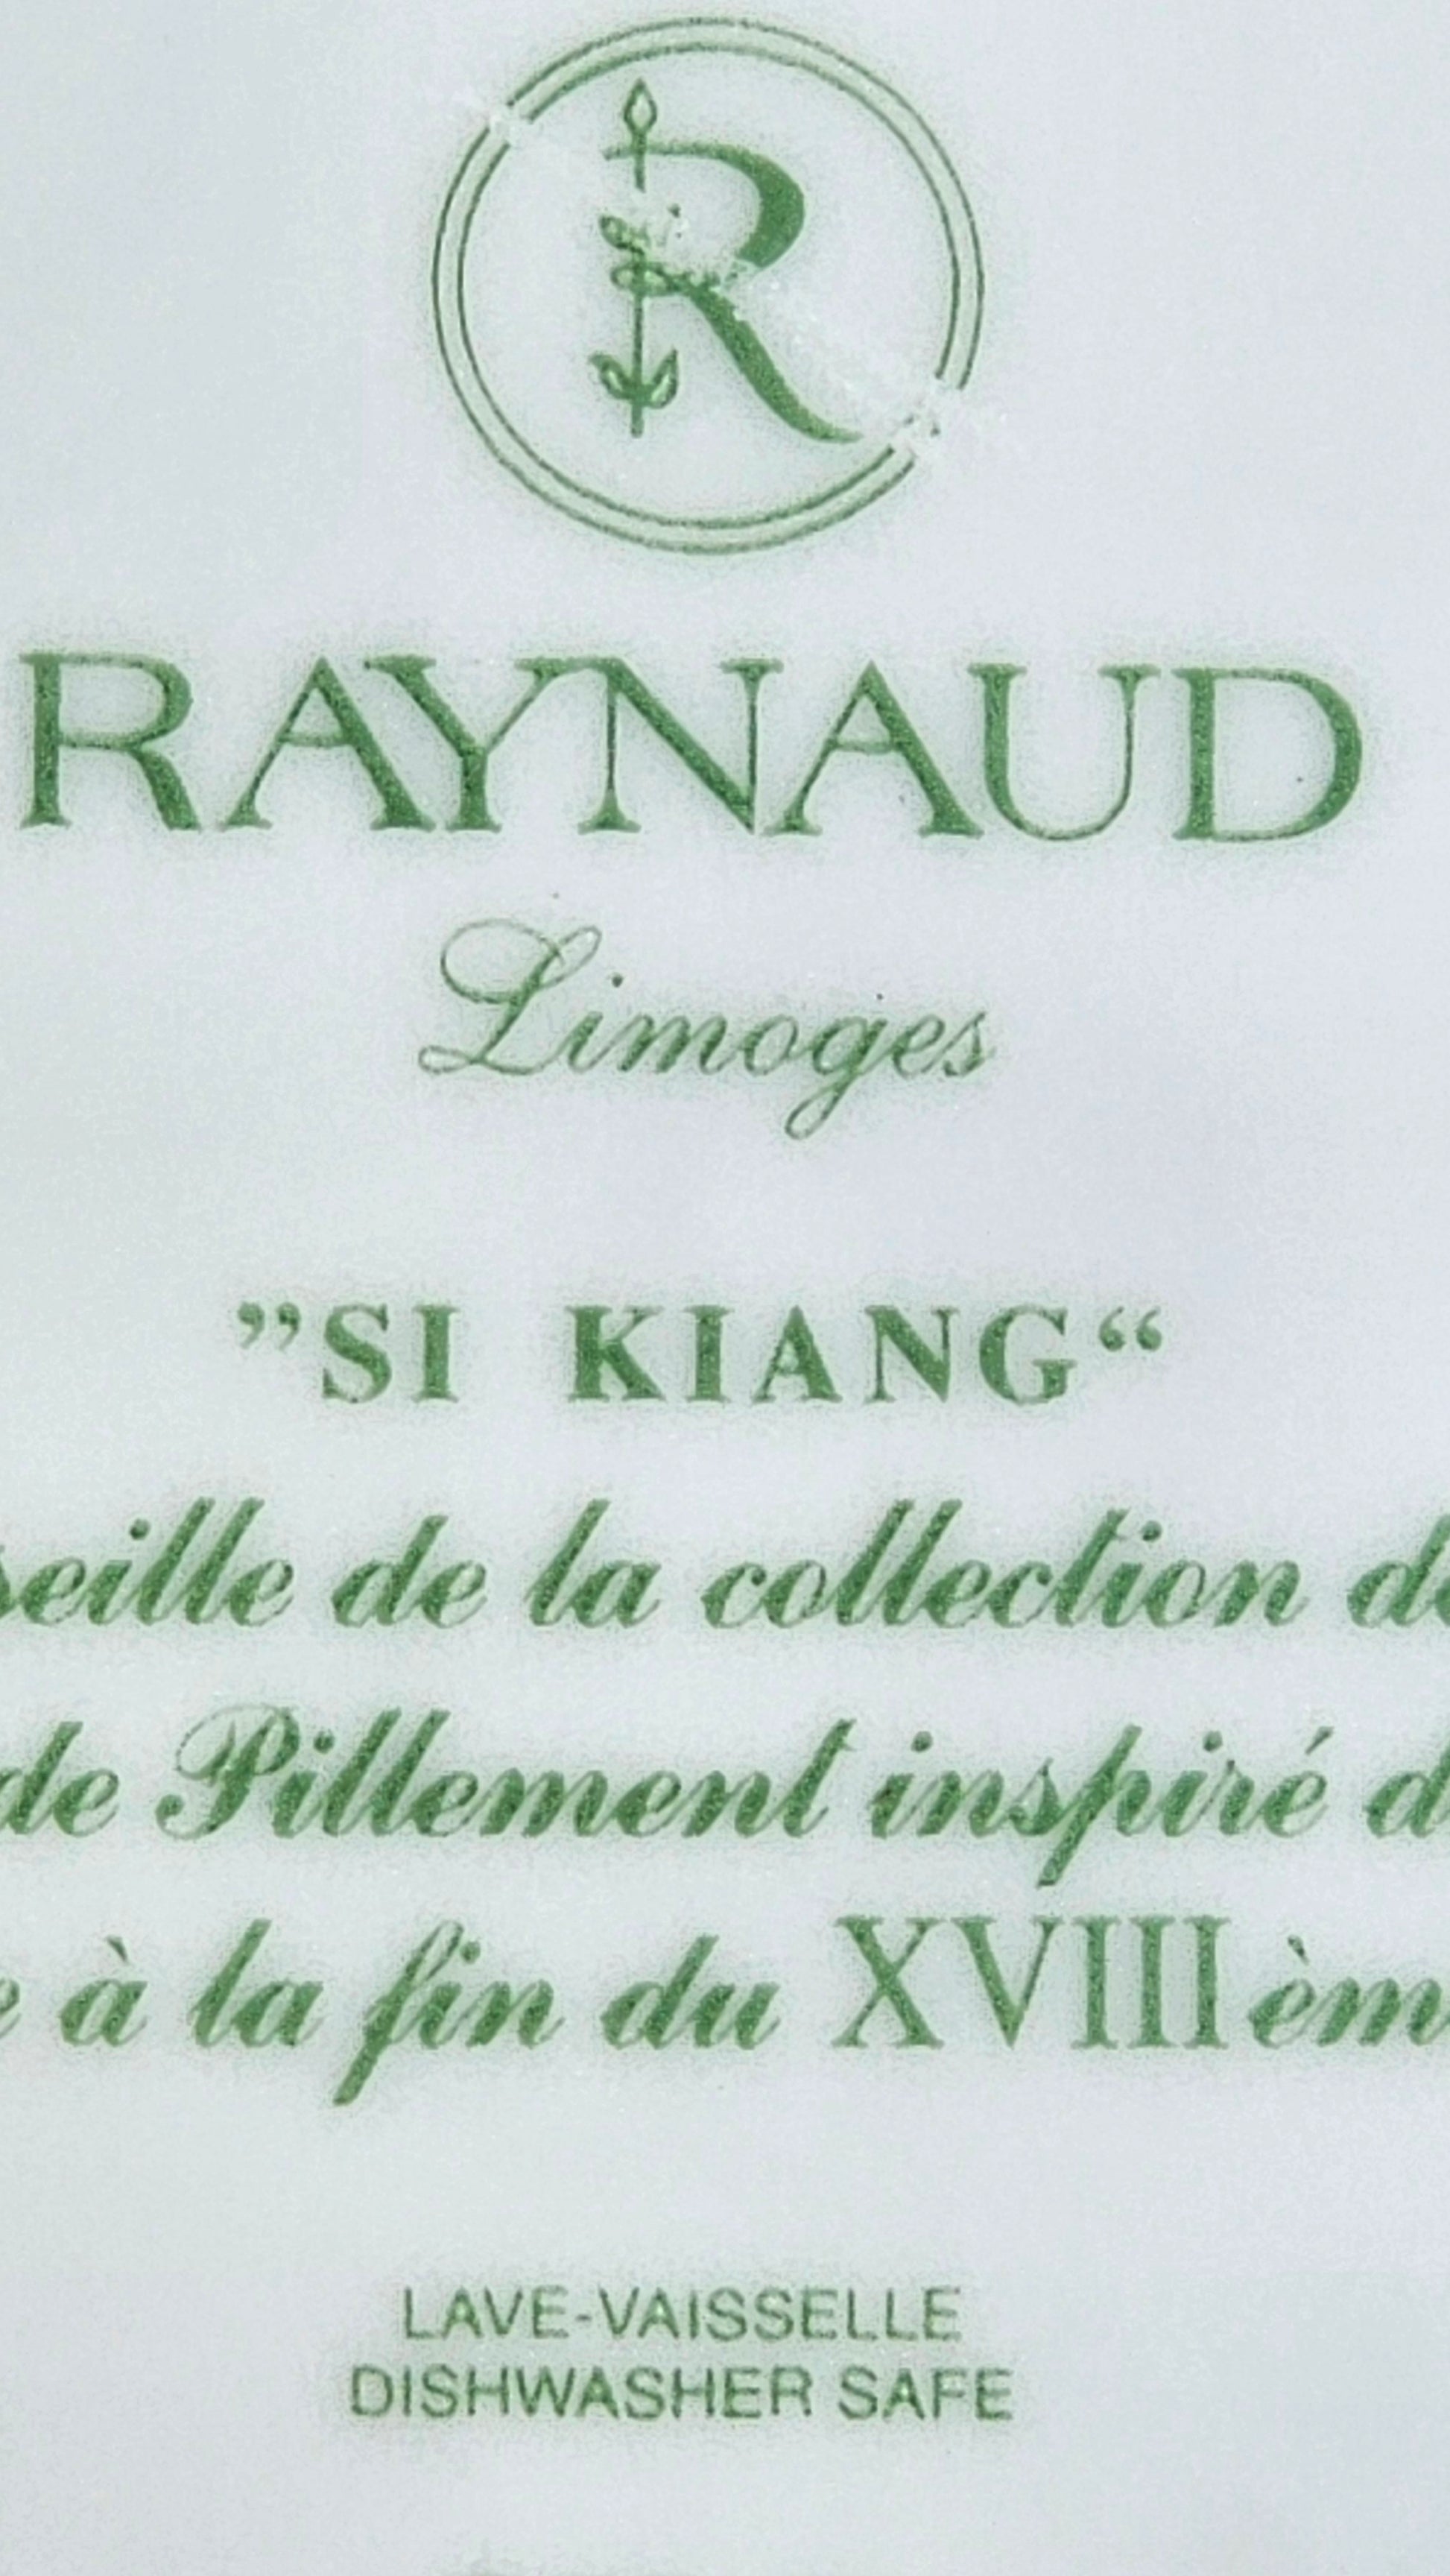 R
RAYNAUD
Limoges
”SI KIANG“
seille de la collection
de Pillement inspiré
à la fin du XVIIIèm
LAVE-VAISSELLE
DISHWASHER SAFE